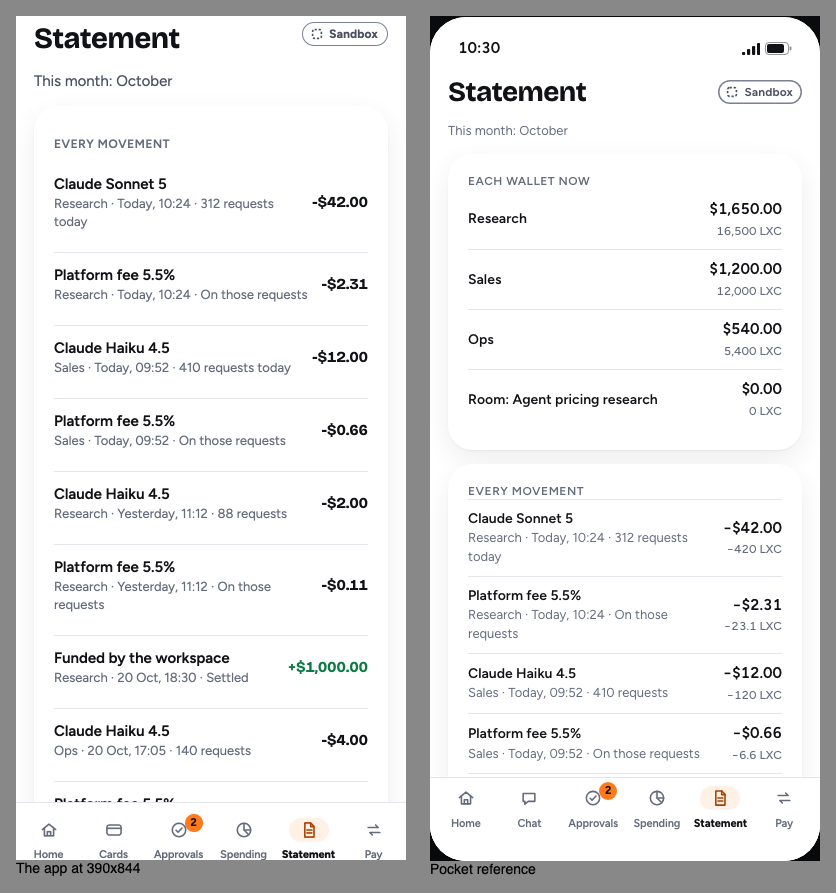 Statement
Sandbox
This month: October
EVERY MOVEMENT
Claude Sonnet 5
Research · Today, 10:24 · 312 requests
today
-$42.00
Platform fee 5.5%
Research · Today, 10:24 · On those requests
-$2.31
Claude Haiku 4.5
Sales · Today, 09:52 · 410 requests today
-$12.00
Platform fee 5.5%
Sales · Today, 09:52 · On those requests
-$0.66
Claude Haiku 4.5
Research · Yesterday, 11:12 · 88 requests
-$2.00
Platform fee 5.5%
Research · Yesterday, 11:12 · On those
requests
-$0.11
Funded by the workspace
Research · 20 Oct, 18:30 · Settled
+$1,000.00
Claude Haiku 4.5
Ops · 20 Oct, 17:05 · 140 requests
-$4.00
Platform fee 5.5%
2
Home
Cards
Approvals
Spending
Statement
Pay
The app at 390x844
10:30
Statement
Sandbox
This month: October
EACH WALLET NOW
Research
$1,650.00
16,500 LXC
Sales
$1,200.00
12,000 LXC
Ops
$540.00
5,400 LXC
Room: Agent pricing research
$0.00
0 LXC
EVERY MOVEMENT
Claude Sonnet 5
Research · Today, 10:24 · 312 requests
today
−$42.00
−420 LXC
Platform fee 5.5%
Research · Today, 10:24 · On those
requests
−$2.31
−23.1 LXC
Claude Haiku 4.5
Sales · Today, 09:52 · 410 requests
−$12.00
−120 LXC
Platform fee 5.5%
Sales · Today, 09:52 · On those requests
−$0.66
−6.6 LXC
2
Home
Chat
Approvals
Spending
Statement
Pay
Pocket reference